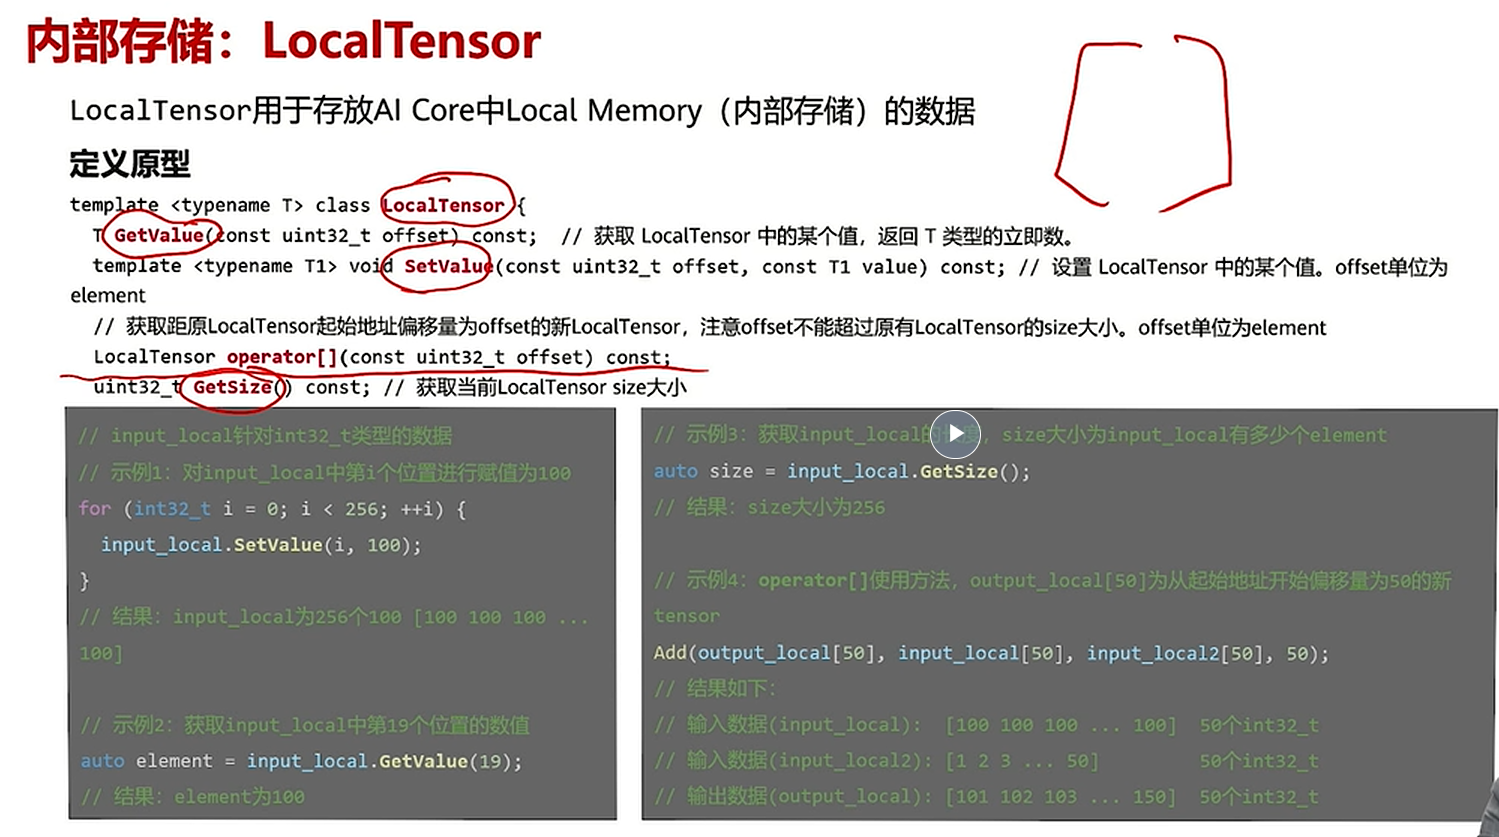 内部存储：LocalTensor
LocalTensor用于存放AI Core中Local Memory（内部存储）的数据
定义原型
template <typename T> class LocalTensor {
T GetValue(const uint32_t offset) const;  // 获取 LocalTensor 中的某个值，返回 T 类型的立即数。
template <typename T1> void SetValue(const uint32_t offset, const T1 value) const; // 设置 LocalTensor 中的某个值。offset单位为
element
// 获取距原LocalTensor起始地址偏移量为offset的新LocalTensor，注意offset不能超过原有LocalTensor的size大小。offset单位为element
LocalTensor operator[](const uint32_t offset) const;
uint32_t GetSize() const; // 获取当前LocalTensor size大小
// input_local针对int32_t类型的数据
// 示例1：对input_local中第i个位置进行赋值为100
for (int32_t i = 0; i < 256; ++i) {
input_local.SetValue(i, 100);
}
// 结果：input_local为256个100 [100 100 100 ...
100]
// 示例2：获取input_local中第19个位置的数值
auto element = input_local.GetValue(19);
// 结果：element为100
// 示例3：获取input_local的，size大小为input_local有多少个element
auto size = input_local.GetSize();
// 结果：size大小为256
// 示例4：operator[]使用方法，output_local[50]为从起始地址开始偏移量为50的新
tensor
Add(output_local[50], input_local[50], input_local2[50], 50);
// 结果如下：
// 输入数据(input_local)： [100 100 100 ... 100]  50个int32_t
// 输入数据(input_local2)：[1 2 3 ... 50]  50个int32_t
// 输出数据(output_local)：[101 102 103 ... 150]  50个int32_t